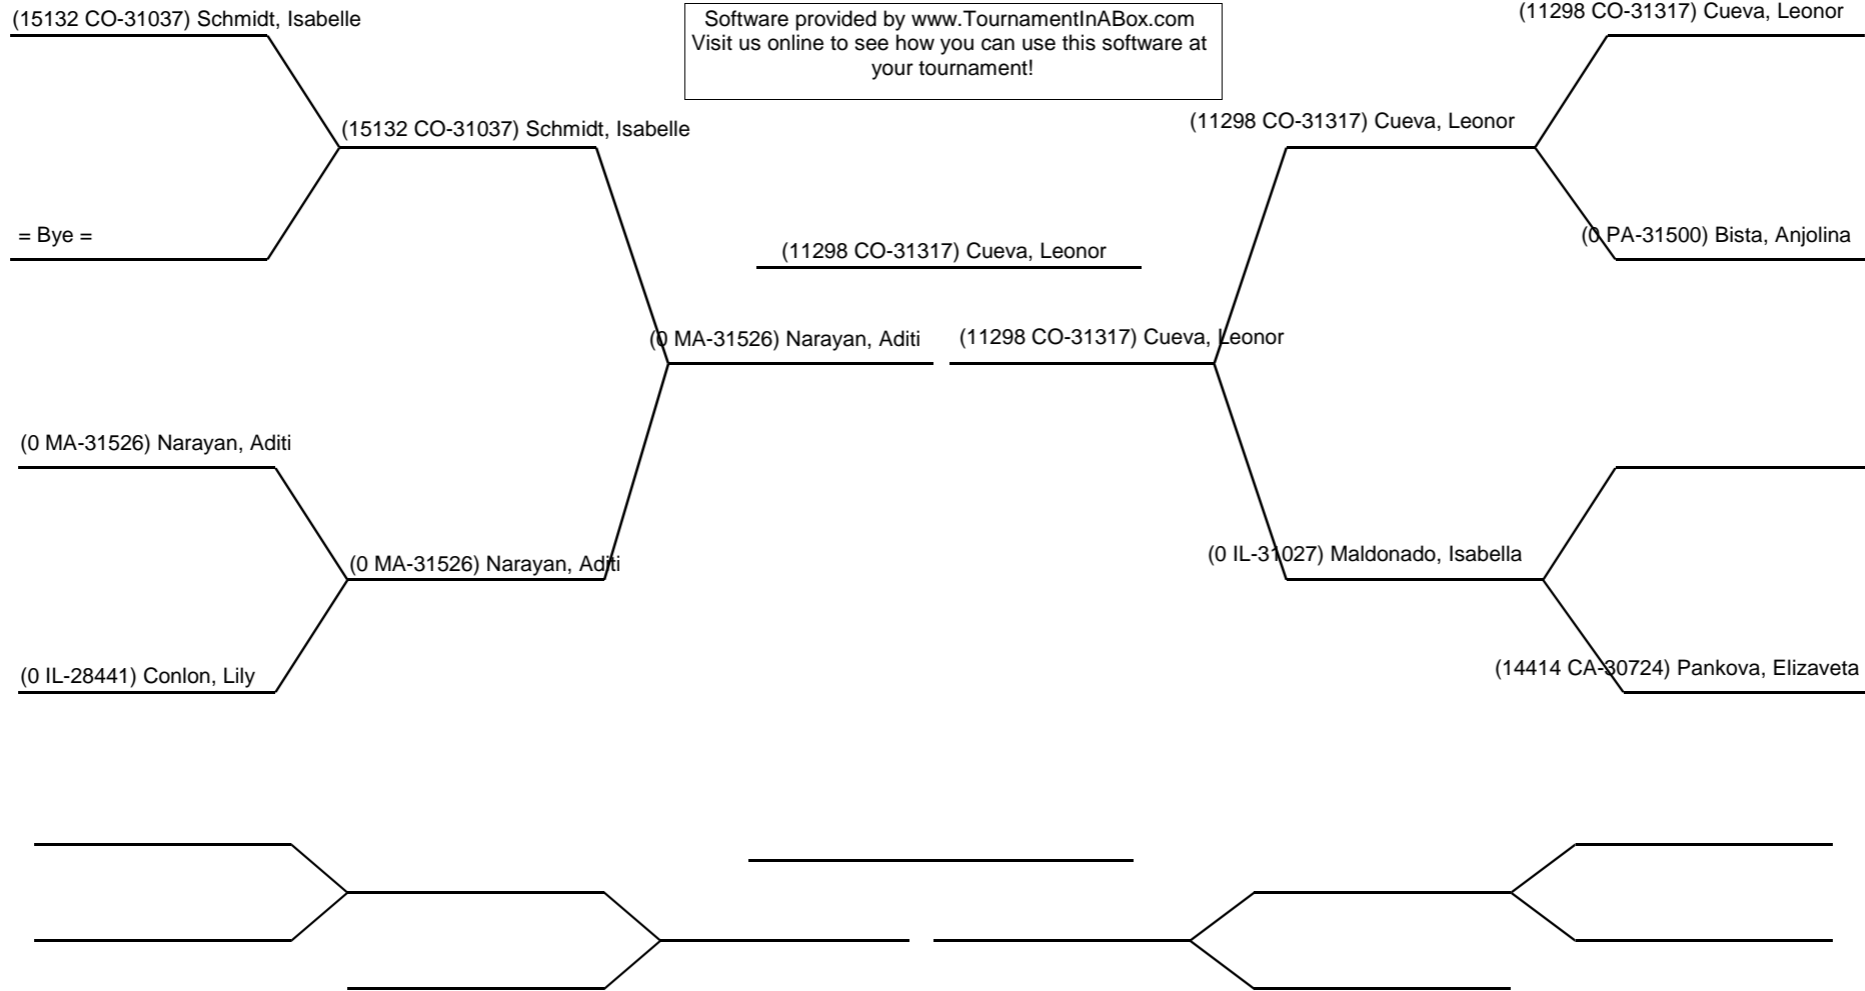 (15132 CO-31037) Schmidt, Isabelle
Software provided by www.TournamentInABox.com
Visit us online to see how you can use this software at
your tournament!
(11298 CO-31317) Cueva, Leonor
(15132 CO-31037) Schmidt, Isabelle
(11298 CO-31317) Cueva, Leonor
= Bye =
(11298 CO-31317) Cueva, Leonor
(0 PA-31500) Bista, Anjolina
(0 MA-31526) Narayan, Aditi
(11298 CO-31317) Cueva, Leonor
(0 MA-31526) Narayan, Aditi
(0 MA-31526) Narayan, Aditi
(0 IL-31027) Maldonado, Isabella
(0 IL-28441) Conlon, Lily
(14414 CA-30724) Pankova, Elizaveta